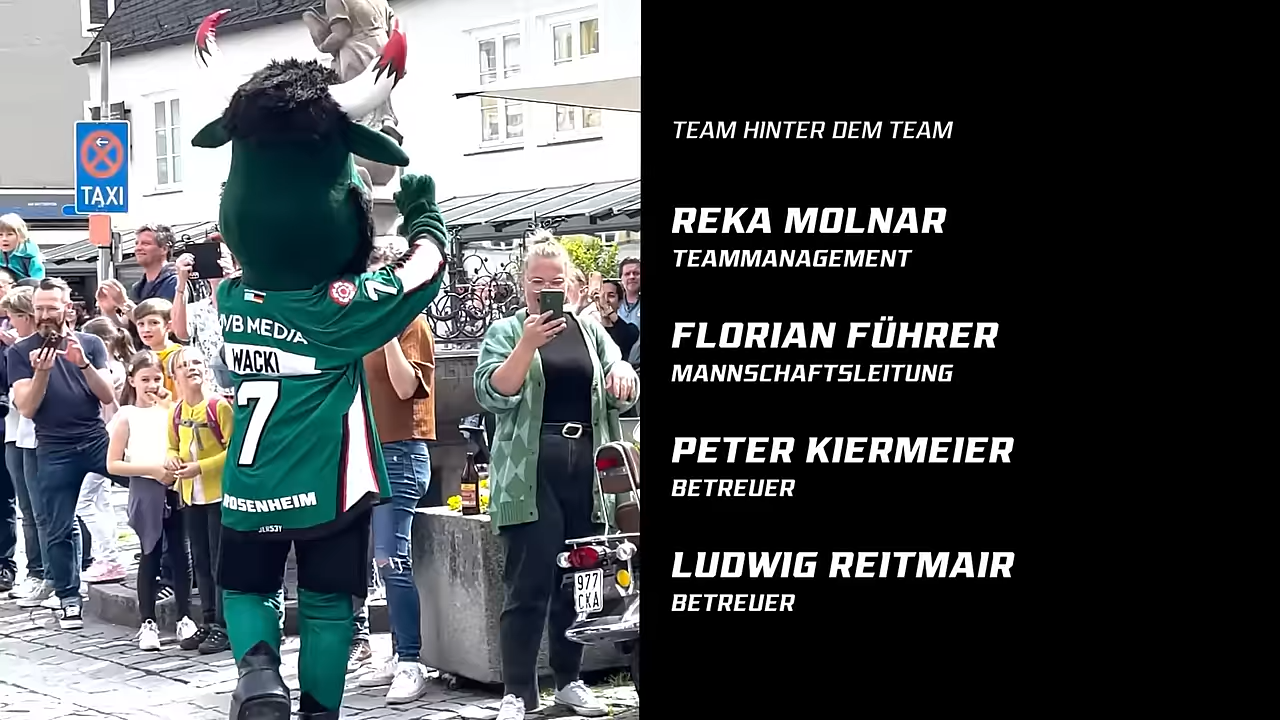 TAXI
VB MEDIA
WACKI
7
7
ROSENHEIM
977
CKA
TEAM HINTER DEM TEAM
REKA MOLNAR
TEAMMANAGEMENT
FLORIAN FÜHRER
MANNSCHAFTSLEITUNG
PETER KIERMEIER
BETREUER
LUDWIG REITMAIR
BETREUER